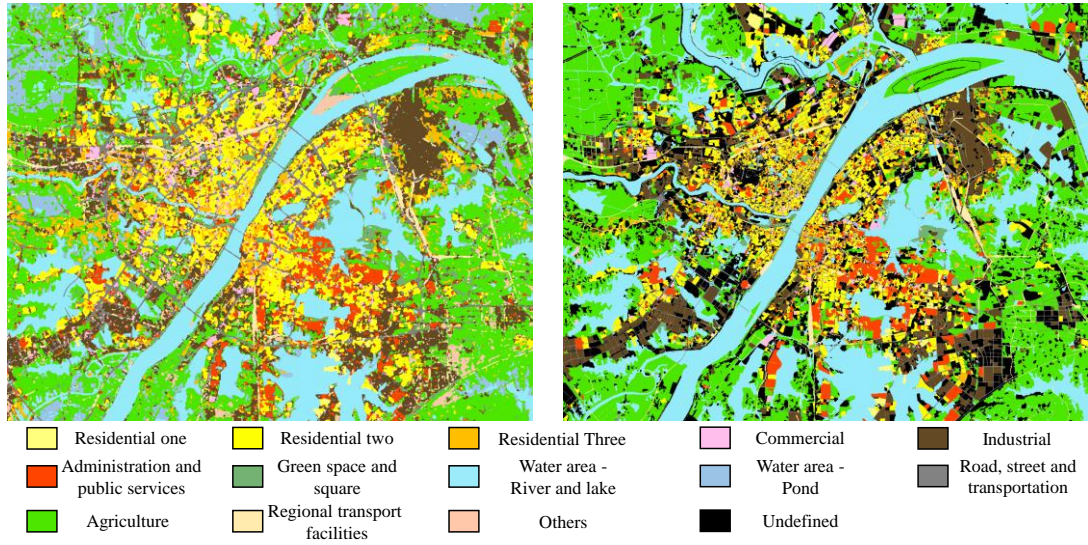 Residential one
Residential two
Residential Three
Commercial
Industrial
Administration and
public services
Green space and
square
Water area -
River and lake
Water area -
Pond
Road, street and
transportation
Agriculture
Regional transport
facilities
Others
Undefined